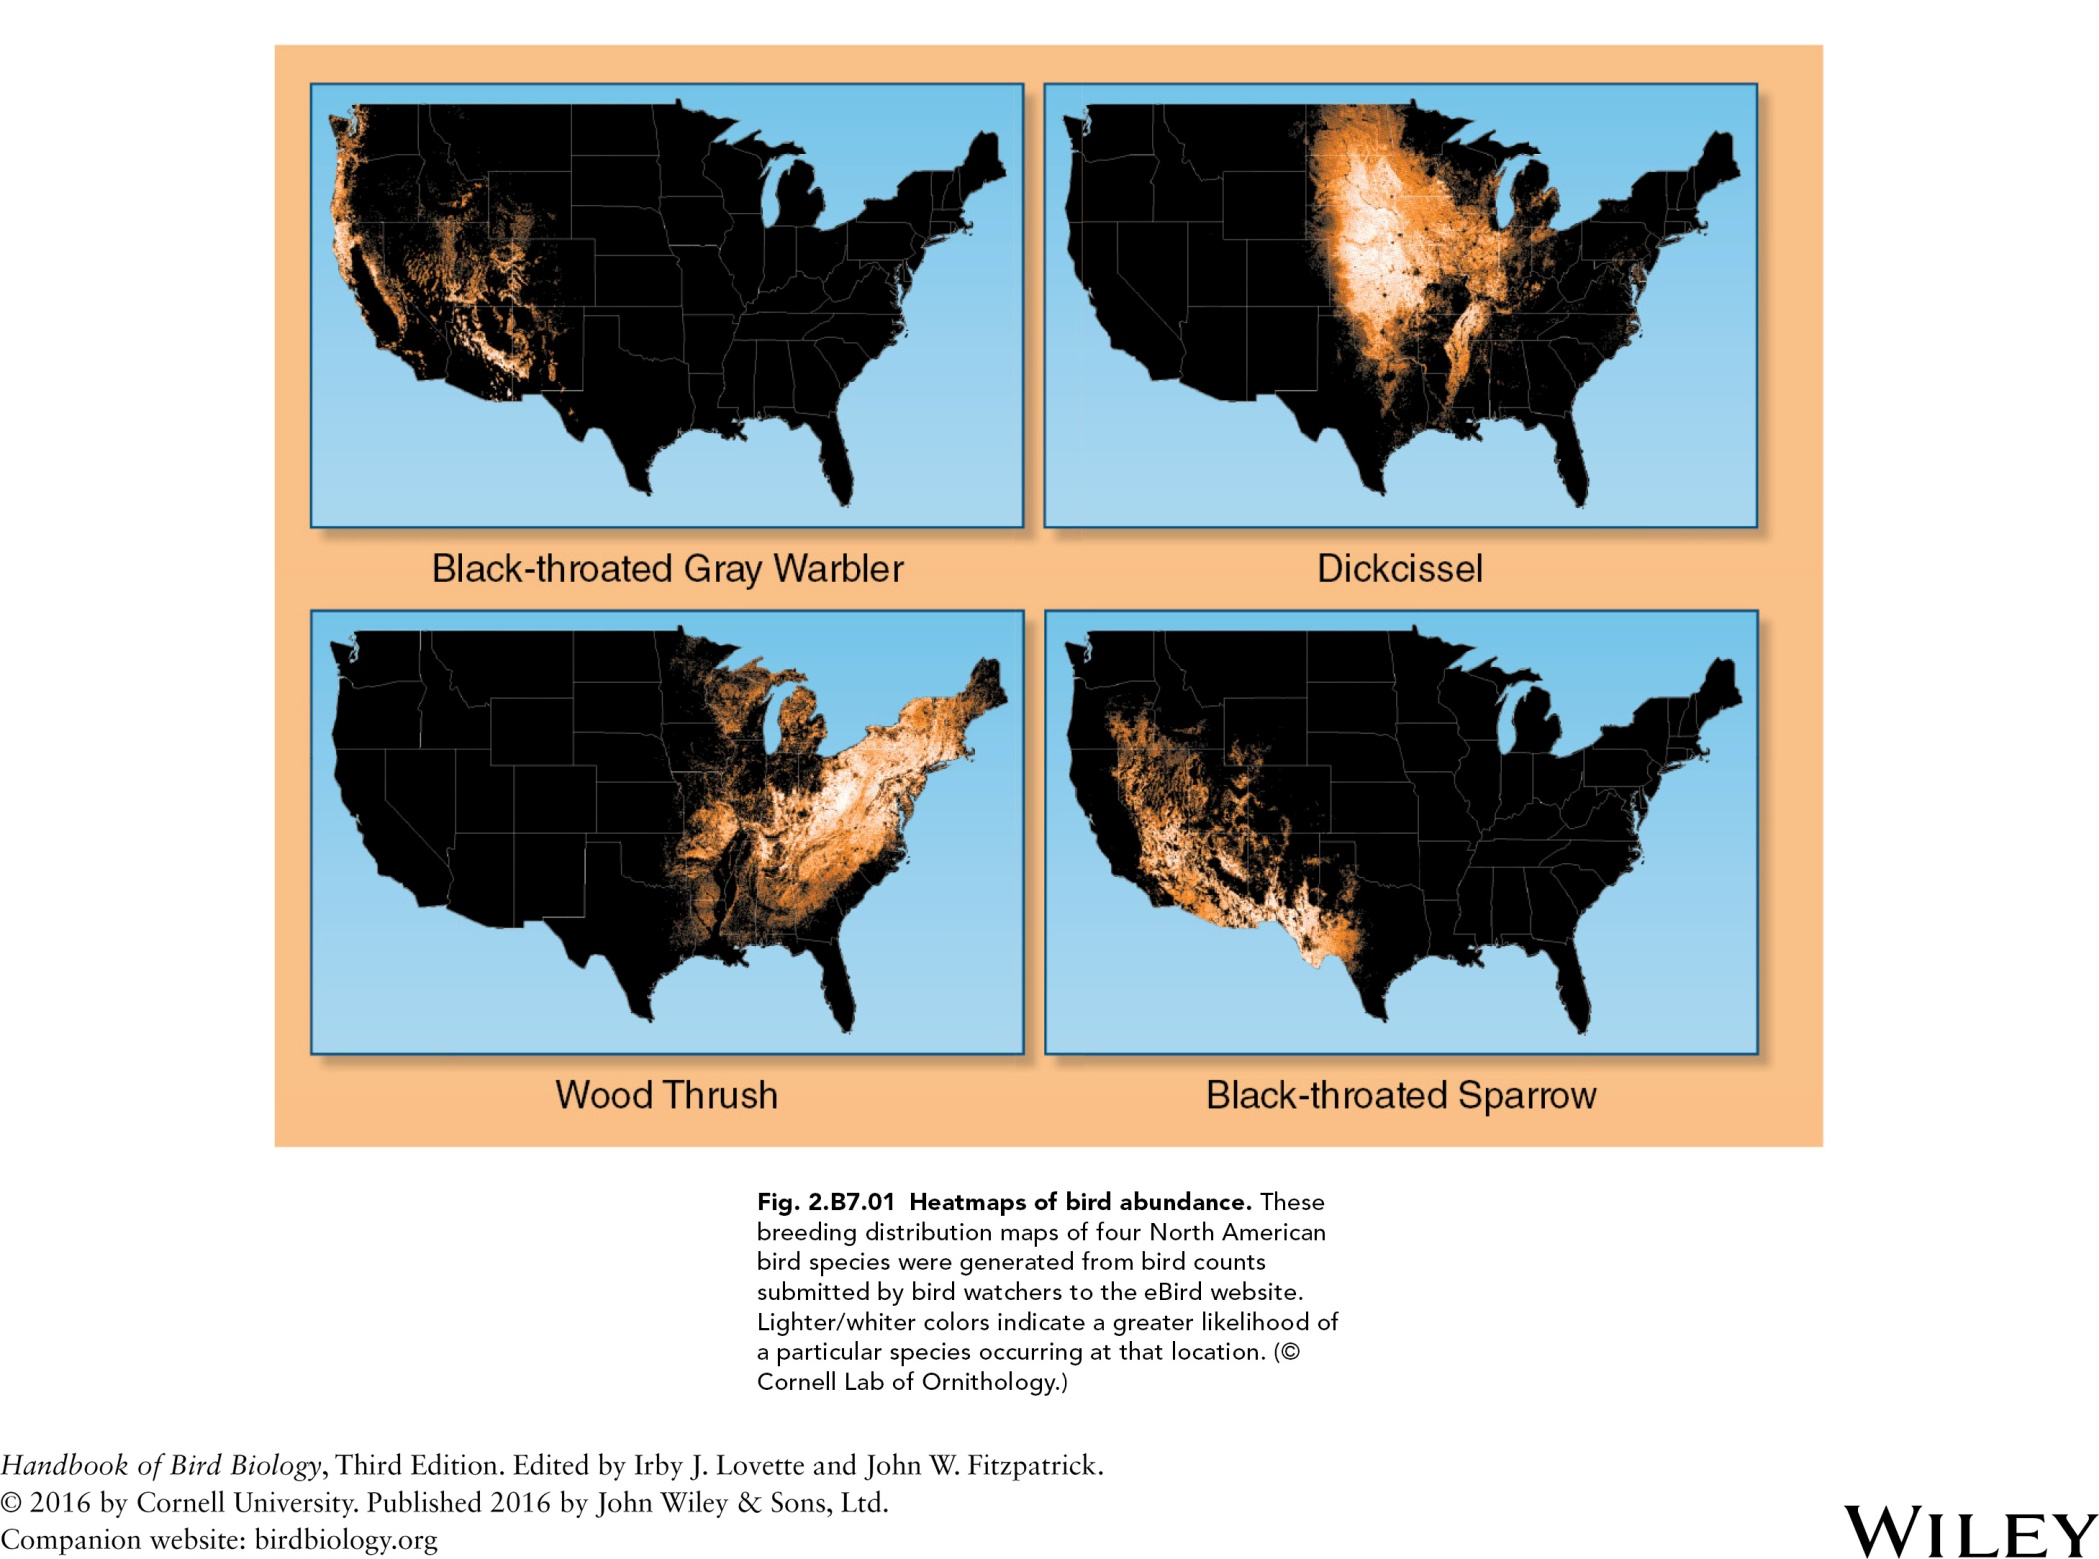 Black-throated Gray Warbler
Dickcissel
Wood Thrush
Black-throated Sparrow
Fig. 2.B7.01 Heatmaps of bird abundance. These
breeding distribution maps of four North American
bird species were generated from bird counts
submitted by bird watchers to the eBird website.
Lighter/whiter colors indicate a greater likelihood of
a particular species occurring at that location. (©
Cornell Lab of Ornithology.)
Handbook of Bird Biology, Third Edition. Edited by Irby J. Lovette and John W. Fitzpatrick.
© 2016 by Cornell University. Published 2016 by John Wiley & Sons, Ltd.
Companion website: birdbiology.org
WILEY